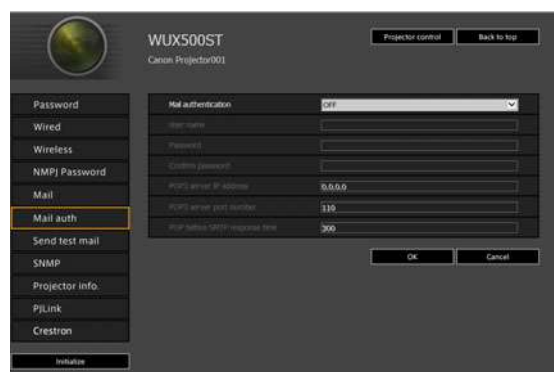 WUX500ST
Canon Projector001
Projector control
Back to top
Password
Wired
Wireless
NMPJ Password
Mail
Mail auth
Send test mail
SNMP
Projector info.
PJLink
Crestron
Initialize
Mail authentication
OFF
User name
Password
Confirm password
POP3 server IP address
0.0.0.0
POP3 server port number
110
POP before SMTP response time
300
OK
Cancel